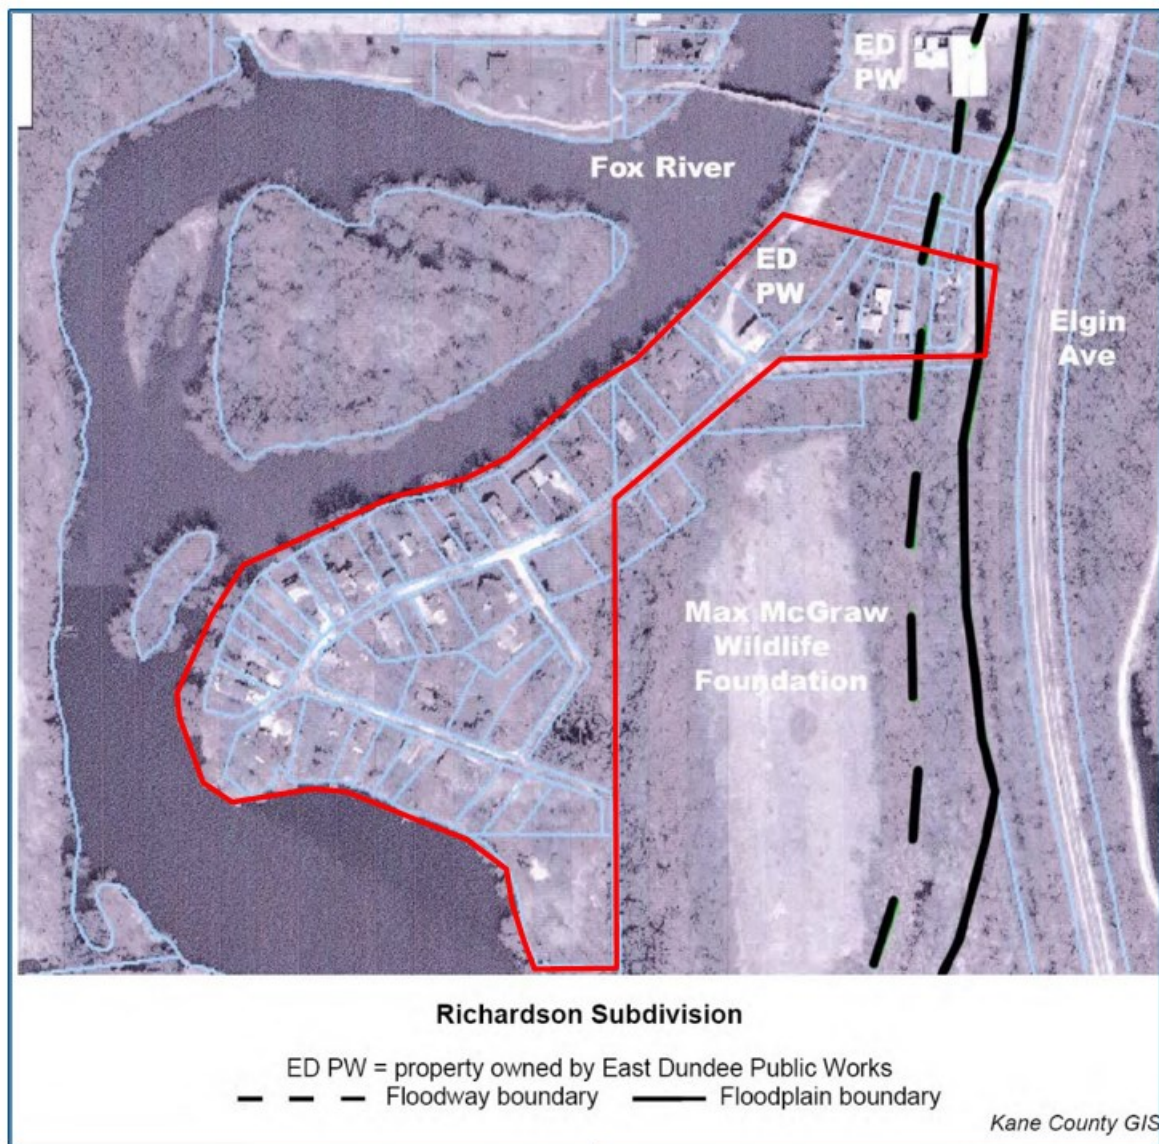 ED
PW
Fox River
ED
PW
Elgin
Ave
Max McGraw
Wildlife
Foundation
Richardson Subdivision
ED PW = property owned by East Dundee Public Works
Floodway boundary
Floodplain boundary
Kane County GIS